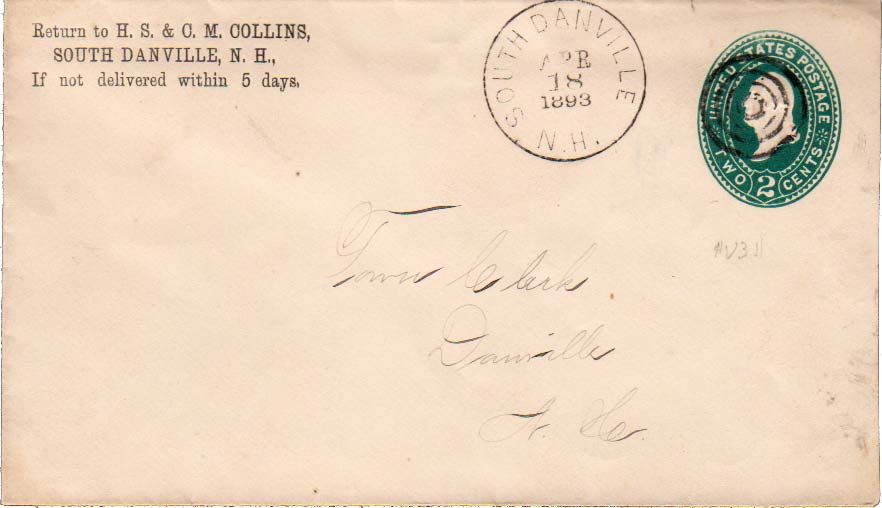 Return to H. S. & C. M. COLLINS,
SOUTH DANVILLE, N. H.,
If not delivered within 5 days.
SOUTH DANVILLE
APR
18
1893
N.H.
UNITED STATES POSTAGE
TWO 2 CENTS
Town Clerk
Danville
N. H.